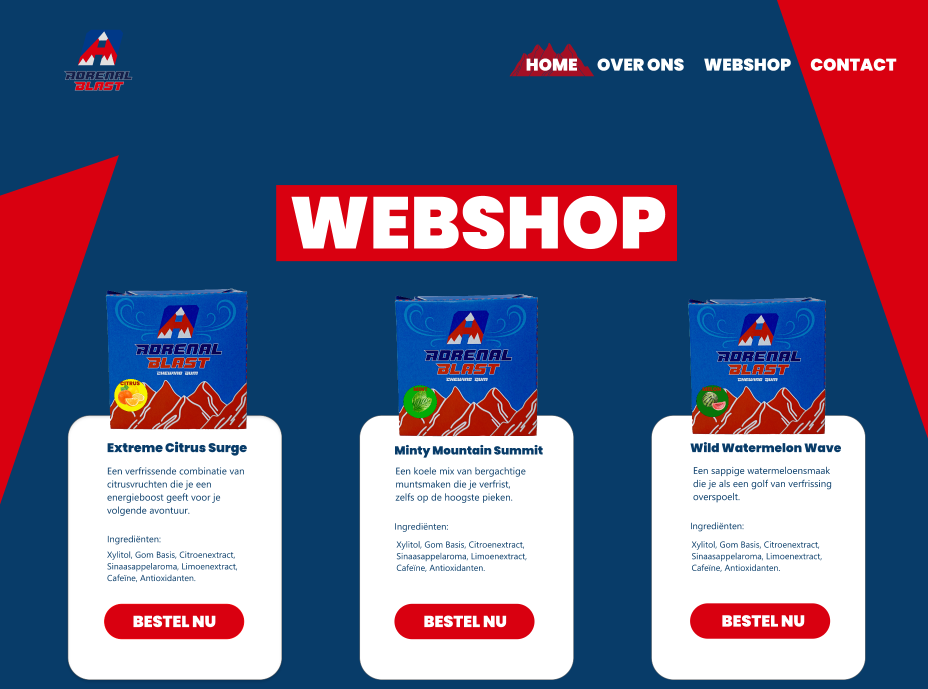 ADRENAL
BLAST
HOME OVER ONS WEBSHOP CONTACT
WEBSHOP
ADRENAL
BLAST
CHEWING GUM
CITRUS
Extreme Citrus Surge
Een verfrissende combinatie van
citrusvruchten die je een
energieboost geeft voor je
volgende avontuur.
Ingrediënten:
Xylitol, Gom Basis, Citroenextract,
Sinaasappelaroma, Limoenextract,
Cafeïne, Antioxidanten.
BESTEL NU
ADRENAL
BLAST
CHEWING GUM
Minty Mountain Summit
Een koele mix van bergachtige
muntsmaken die je verfrist,
zelfs op de hoogste pieken.
Ingrediënten:
Xylitol, Gom Basis, Citroenextract,
Sinaasappelaroma, Limoenextract,
Cafeïne, Antioxidanten.
BESTEL NU
ADRENAL
BLAST
CHEWING GUM
Wild Watermelon Wave
Een sappige watermeloensmaak
die je als een golf van verfrissing
overspoelt.
Ingrediënten:
Xylitol, Gom Basis, Citroenextract,
Sinaasappelaroma, Limoenextract,
Cafeïne, Antioxidanten.
BESTEL NU